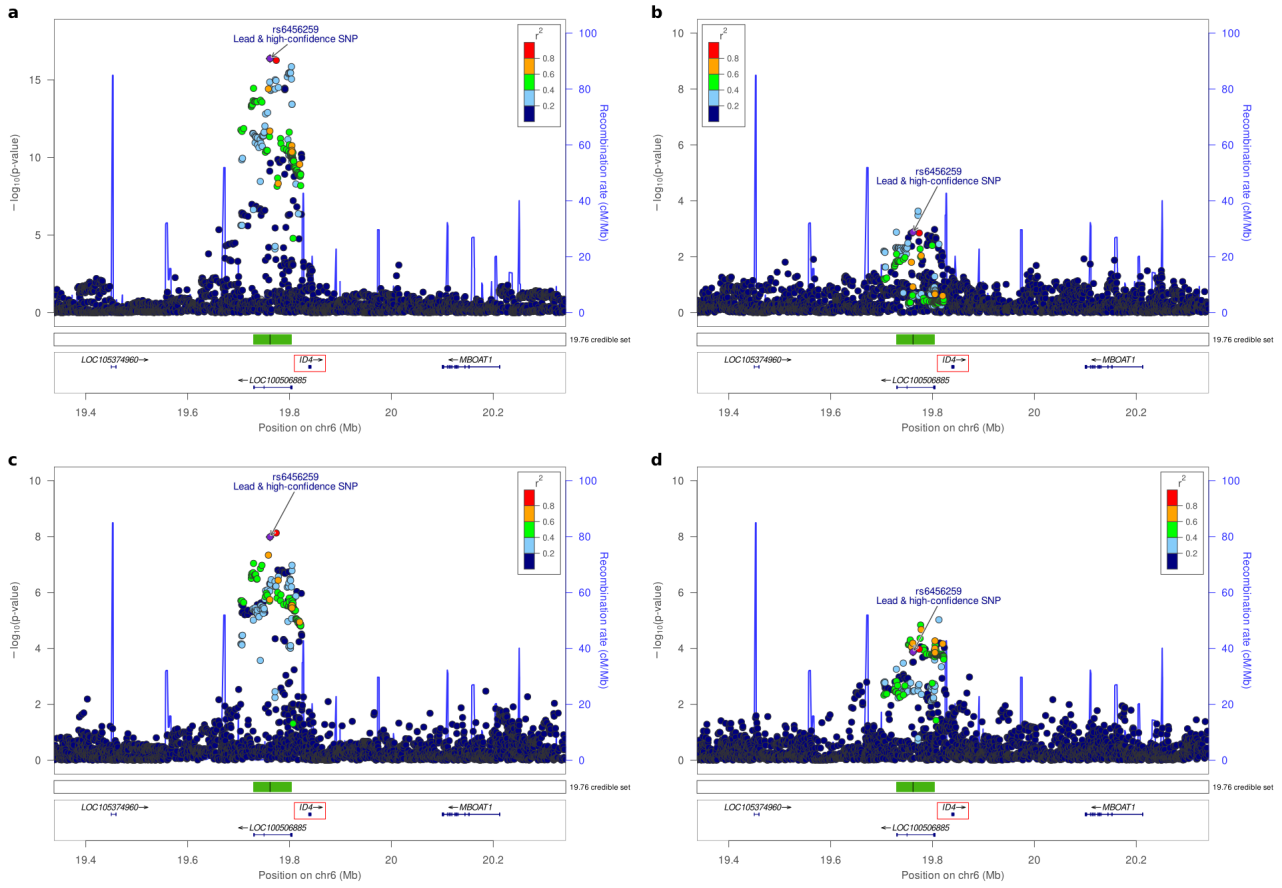 a
rs6456259
Lead & high-confidence SNP
r²
0.8
0.6
0.4
0.2
15
10
5
0
− log₁₀(p-value)
100
80
60
40
20
0
Recombination rate (cM/Mb)
19.76 credible set
LOC105374960
ID4
MBOAT1
LOC100506885
19.4 19.6 19.8 20 20.2
Position on chr6 (Mb)
b
rs6456259
Lead & high-confidence SNP
r²
0.8
0.6
0.4
0.2
10
8
6
4
2
0
− log₁₀(p-value)
100
80
60
40
20
0
Recombination rate (cM/Mb)
19.76 credible set
LOC105374960
ID4
MBOAT1
LOC100506885
19.4 19.6 19.8 20 20.2
Position on chr6 (Mb)
c
rs6456259
Lead & high-confidence SNP
r²
0.8
0.6
0.4
0.2
10
8
6
4
2
0
− log₁₀(p-value)
100
80
60
40
20
0
Recombination rate (cM/Mb)
19.76 credible set
LOC105374960
ID4
MBOAT1
LOC100506885
19.4 19.6 19.8 20 20.2
Position on chr6 (Mb)
d
rs6456259
Lead & high-confidence SNP
r²
0.8
0.6
0.4
0.2
10
8
6
4
2
0
− log₁₀(p-value)
100
80
60
40
20
0
Recombination rate (cM/Mb)
19.76 credible set
LOC105374960
ID4
MBOAT1
LOC100506885
19.4 19.6 19.8 20 20.2
Position on chr6 (Mb)